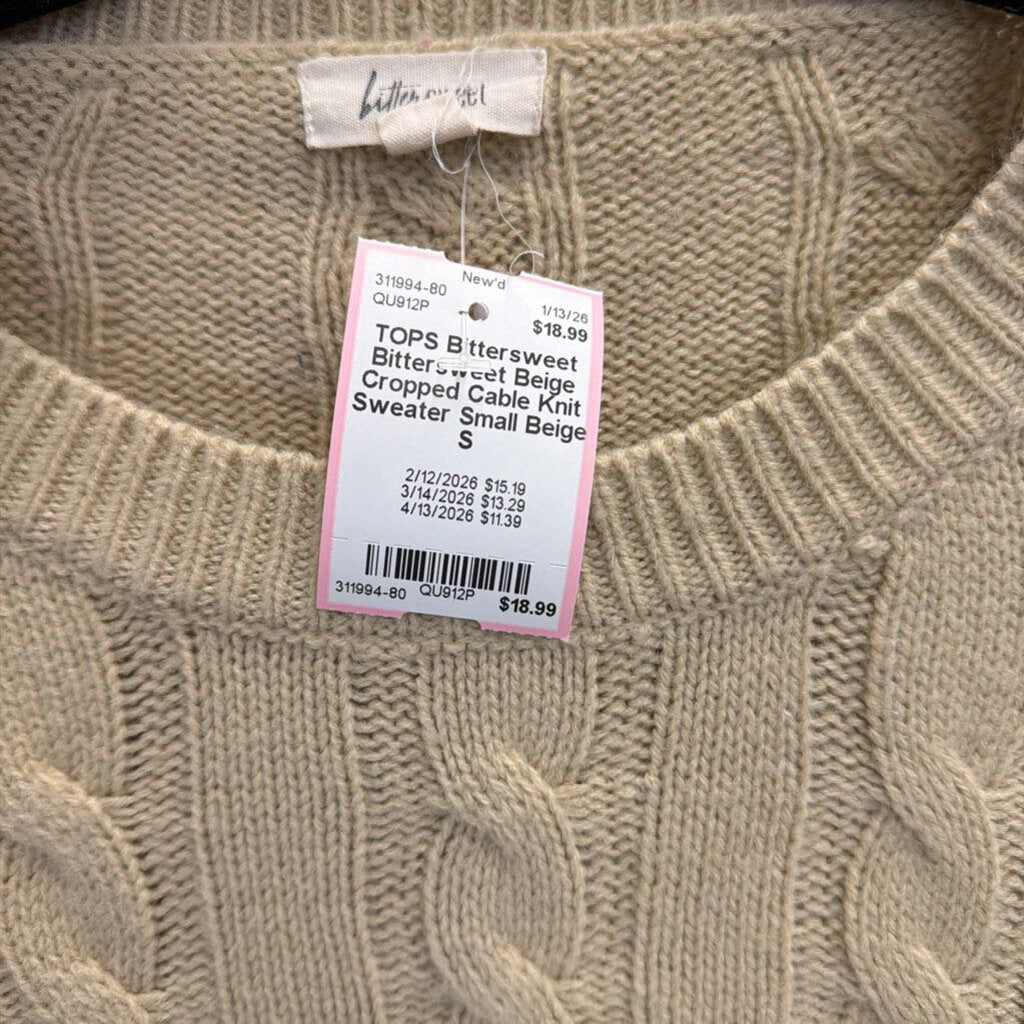 bittersweet
New'd
311994-80
QU912P
1/13/26
$18.99
TOPS Bittersweet
Bittersweet Beige
Cropped Cable Knit
Sweater Small Beige
S
2/12/2026 $15.19
3/14/2026 $13.29
4/13/2026 $11.39
311994-80 QU912P $18.99